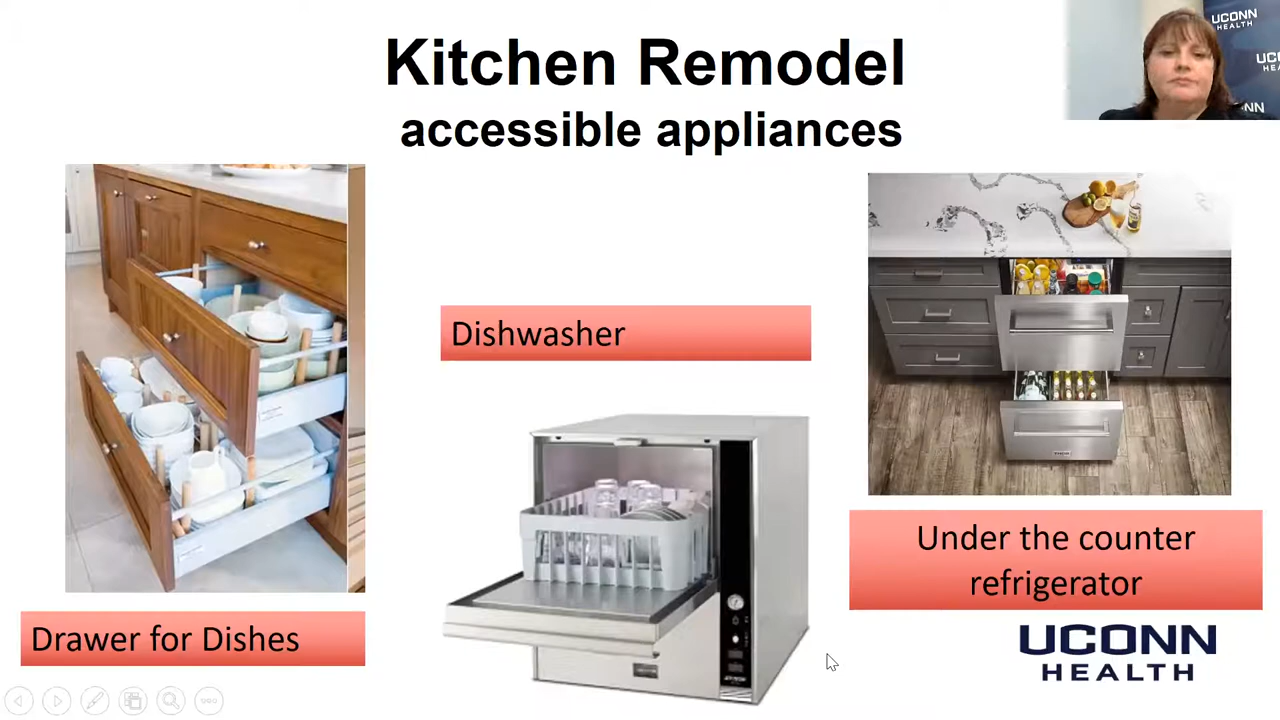 Kitchen Remodel
accessible appliances
UCONN
HEALTH
Dishwasher
Under the counter
refrigerator
Drawer for Dishes
UCONN
HEALTH